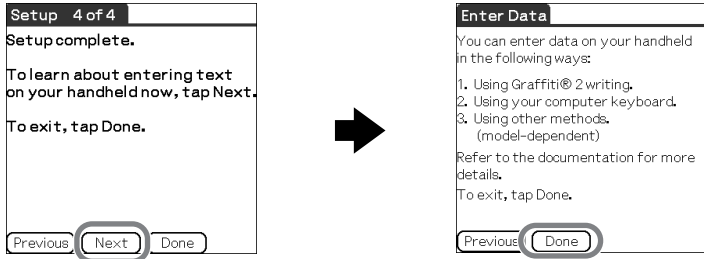 Setup 4 of 4
Setup complete.
To learn about entering text
on your handheld now, tap Next.
To exit, tap Done.
Previous Next Done
Enter Data
You can enter data on your handheld
in the following ways:
1. Using Graffiti® 2 writing.
2. Using your computer keyboard.
3. Using other methods.
(model-dependent)
Refer to the documentation for more
details.
To exit, tap Done.
Previous Done